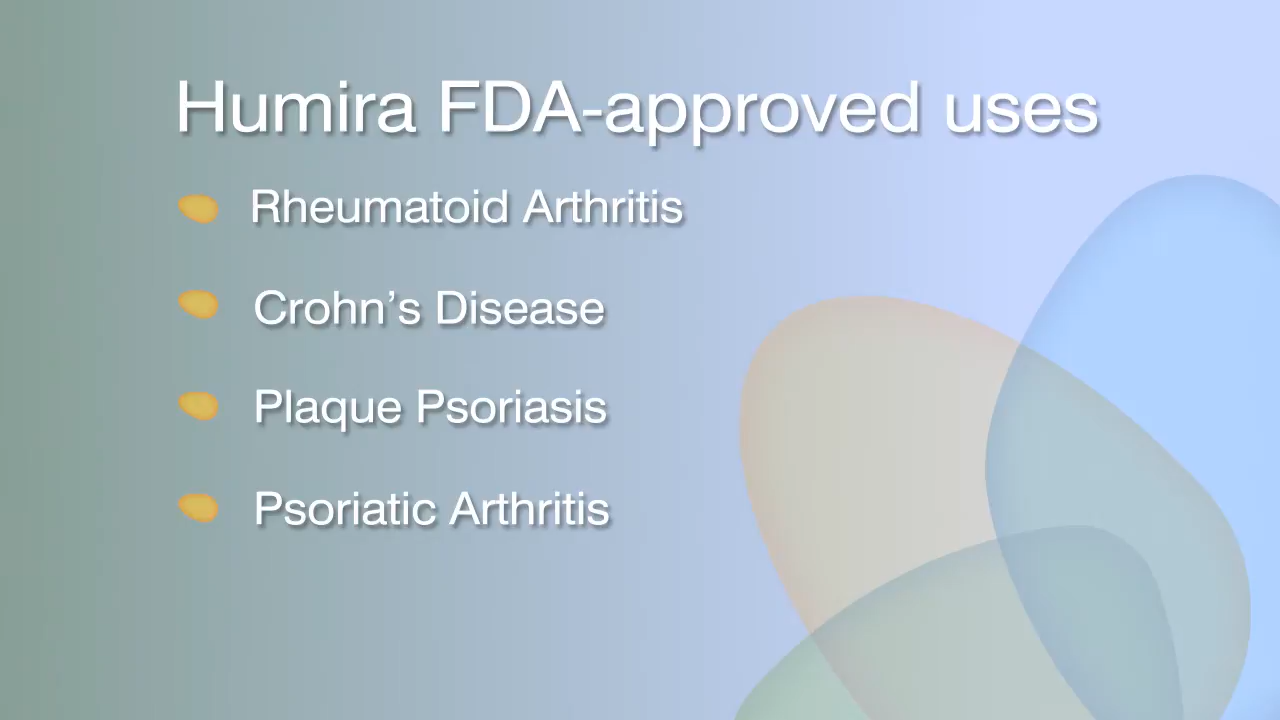 Humira FDA-approved uses
Rheumatoid Arthritis
Crohn’s Disease
Plaque Psoriasis
Psoriatic Arthritis